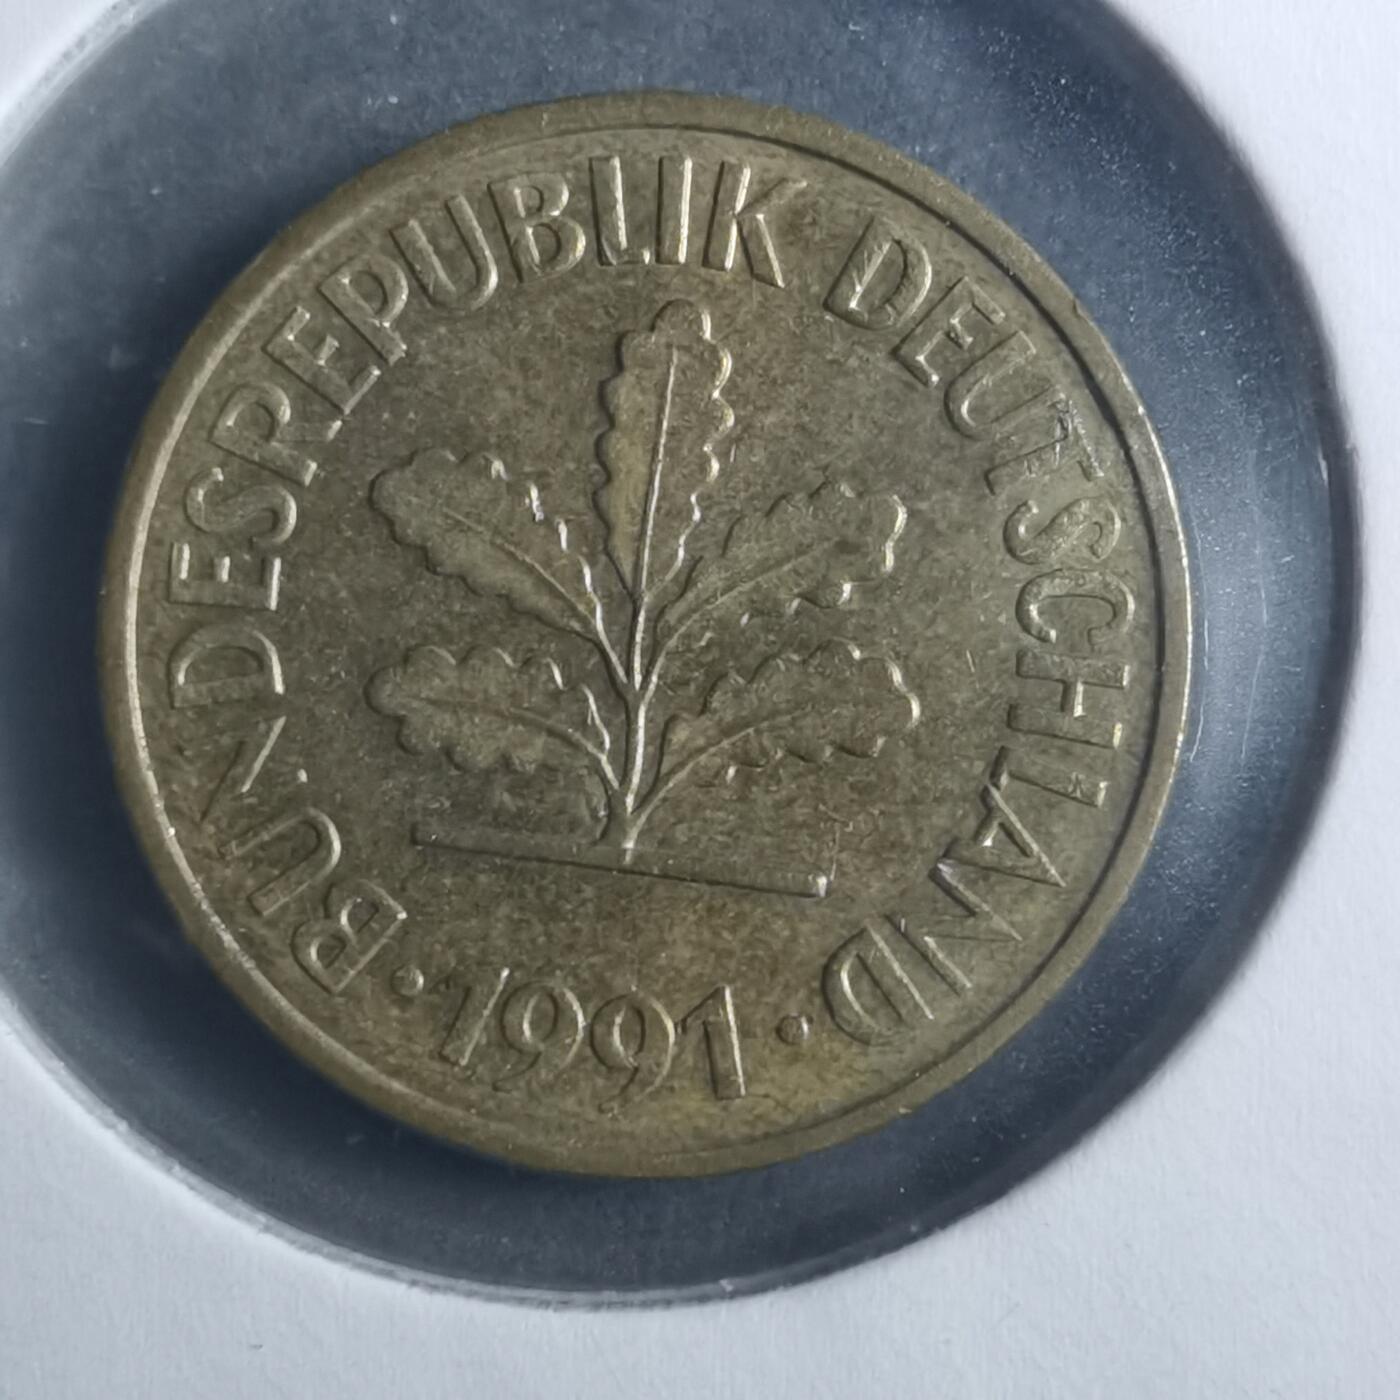 BUNDESREPUBLIK DEUTSCHLAND
· 1991 ·